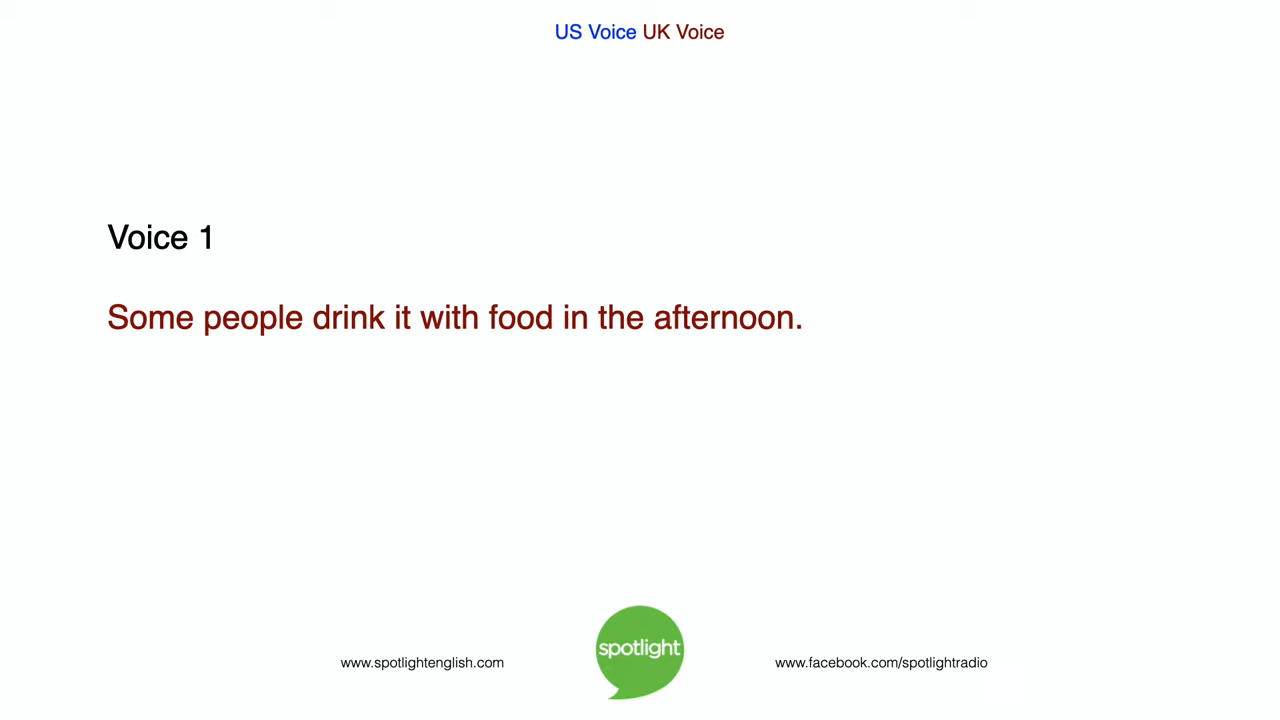 US Voice UK Voice
Voice 1
Some people drink it with food in the afternoon.
spotlight
www.spotlightenglish.com
www.facebook.com/spotlightradio